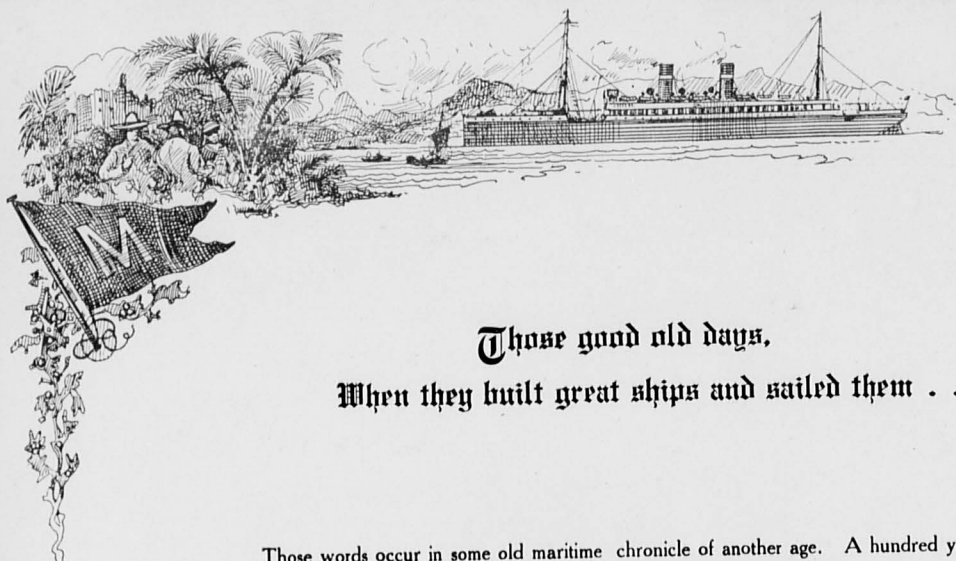 M
Those good old days,
When they built great ships and sailed them . .
Those words occur in some old maritime chronicle of another age. A hundred y